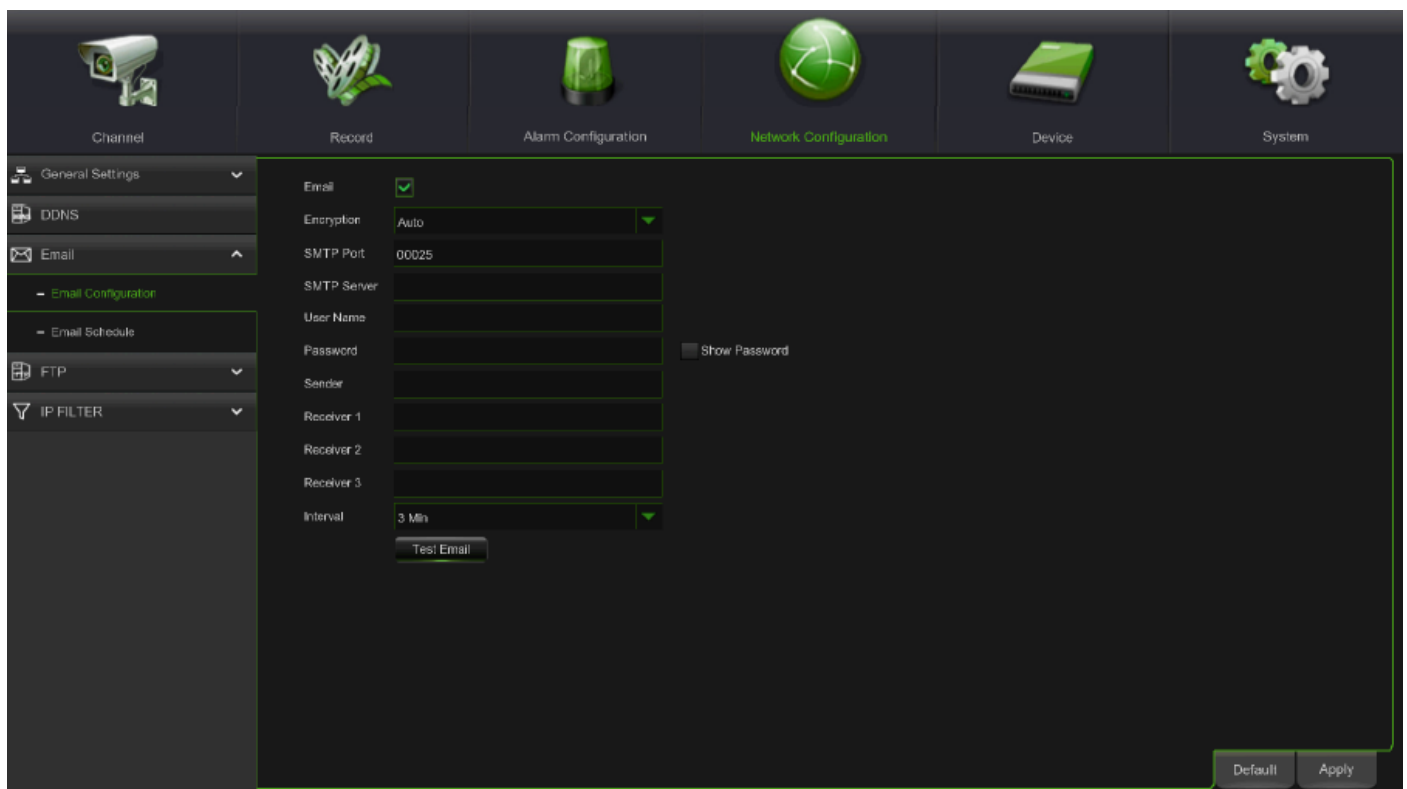 Channel Record Alarm Configuration Network Configuration Device System
General Settings
DDNS
Email
– Email Configuration
– Email Schedule
FTP
IP FILTER
Email
Encryption Auto
SMTP Port 00025
SMTP Server
User Name
Password Show Password
Sender
Receiver 1
Receiver 2
Receiver 3
Interval 3 Min
Test Email
Default Apply